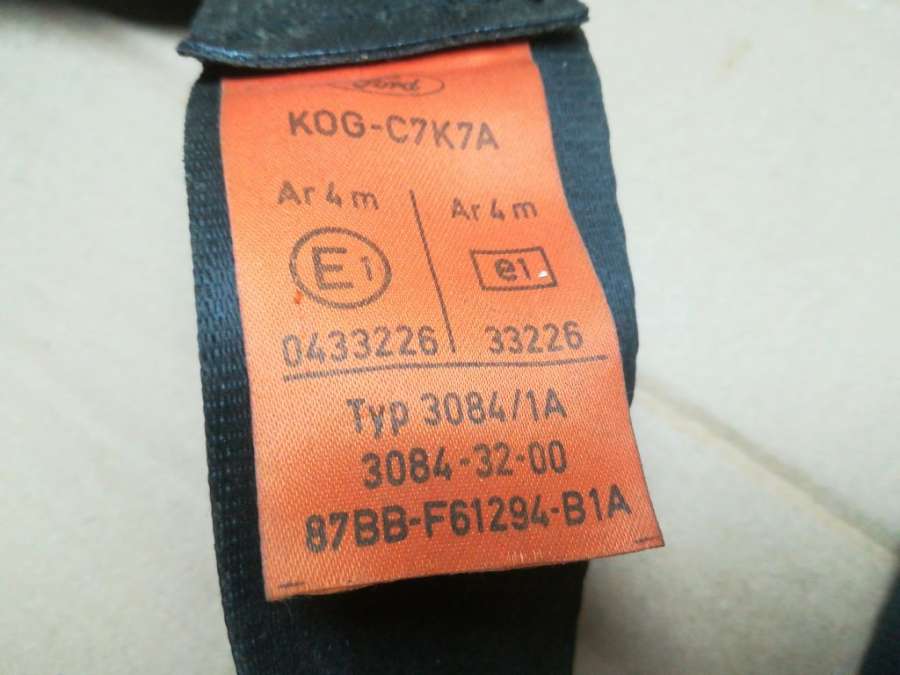 Ford
KOG-C7K7A
Ar 4 m
Ar 4 m
E1
e1
0433226
33226
Typ 3084/1A
3084-32-00
87BB-F61294-B1A